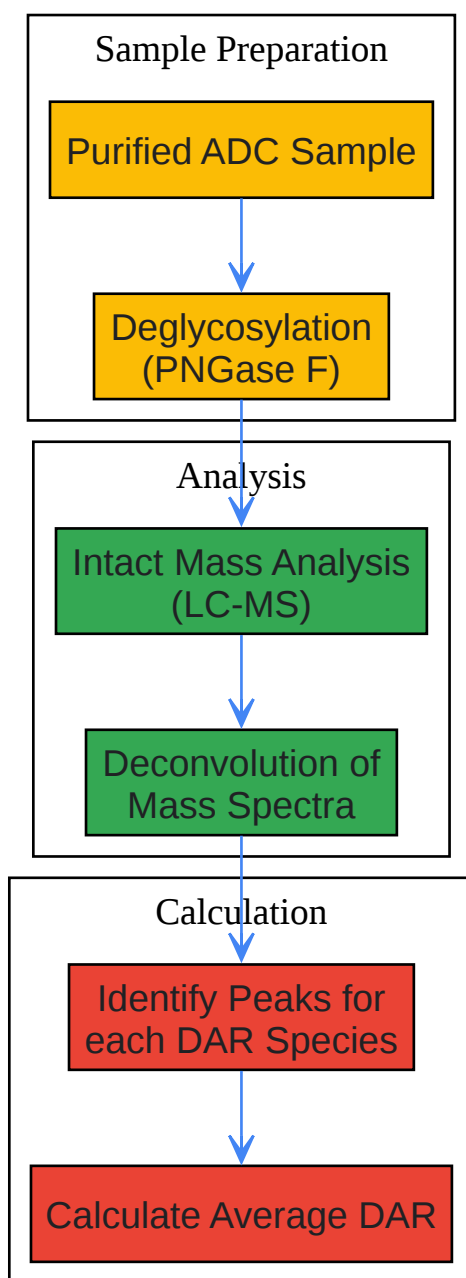 Sample Preparation
Purified ADC Sample
Deglycosylation
(PNGase F)
Analysis
Intact Mass Analysis
(LC-MS)
Deconvolution of
Mass Spectra
Calculation
Identify Peaks for
each DAR Species
Calculate Average DAR